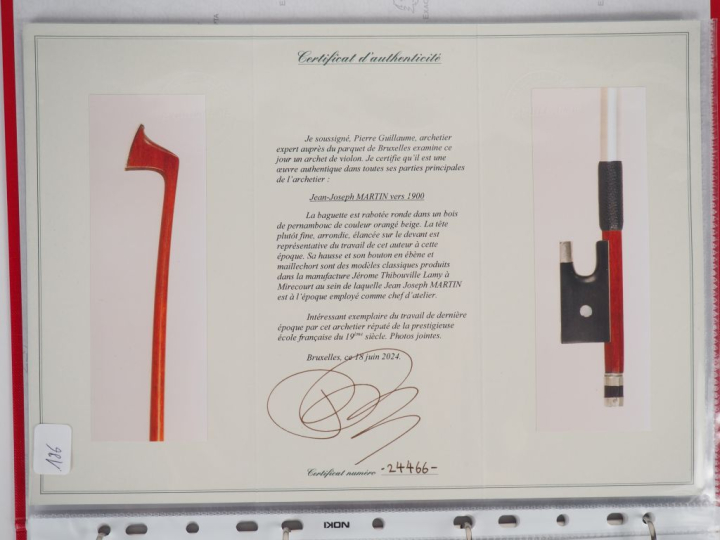 Certificat d'authenticité
Je soussigné, Pierre Guillaume, archetier
expert auprès du parquet de Bruxelles examine ce
jour un archet de violon. Je certifie qu'il est une
œuvre authentique dans toutes ses parties principales
de l'archetier :
Jean-Joseph MARTIN vers 1900
La baguette est rabotée ronde dans un bois
de pernambouc de couleur orangé beige. La tête
plutôt fine, arrondie, élancée sur le devant est
représentative du travail de cet auteur à cette
époque. Sa hausse et son bouton en ébène et
maillechort sont des modèles classiques produits
dans la manufacture Jérome Thibouville Lamy à
Mirecourt au sein de laquelle Jean Joseph MARTIN
est à l'époque employé comme chef d'atelier.
Intéressant exemplaire du travail de dernière
époque par cet archetier réputé de la prestigieuse
école française du 19ème siècle. Photos jointes.
Bruxelles, ce 18 juin 2024.
Certificat numéro -24466-
126
NOKI